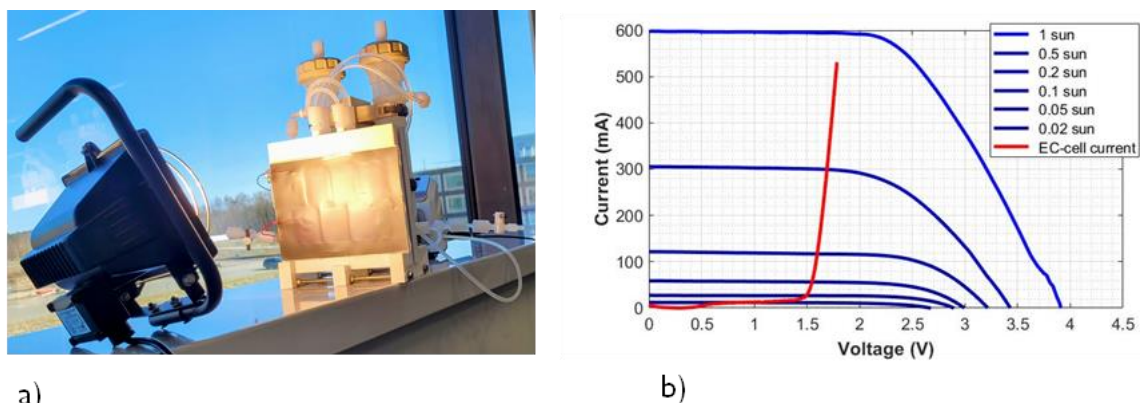 600
500
400
300
200
100
0
Current (mA)
0
0.5
1
1.5
2
2.5
3
3.5
4
4.5
Voltage (V)
1 sun
0.5 sun
0.2 sun
0.1 sun
0.05 sun
0.02 sun
EC-cell current
a)
b)